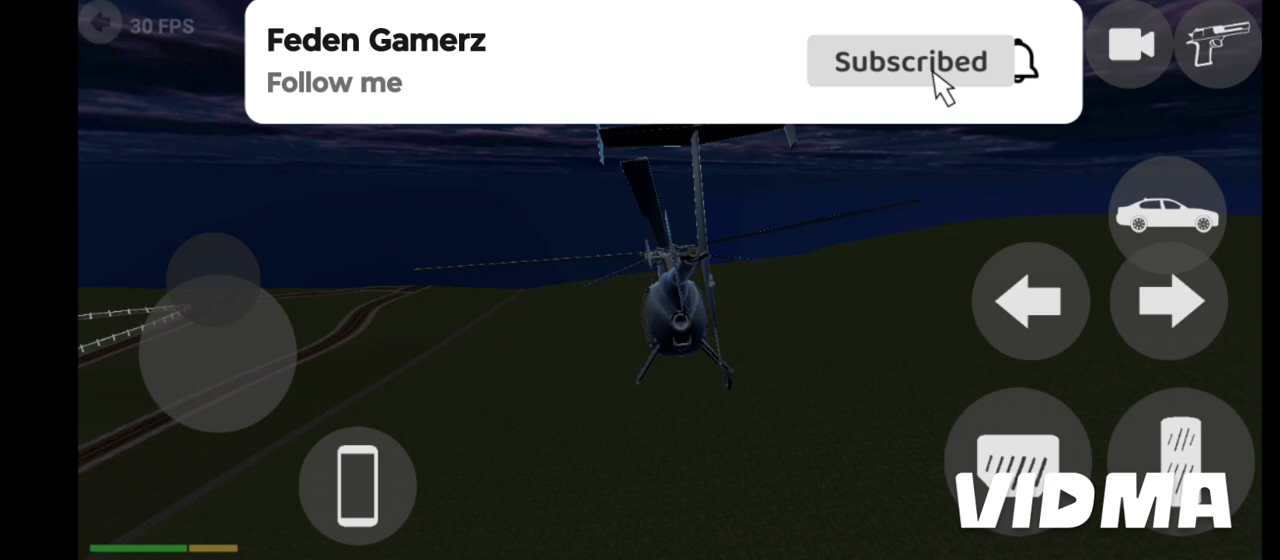 30 FPS
Feden Gamerz
Follow me
Subscribed
VIDMA